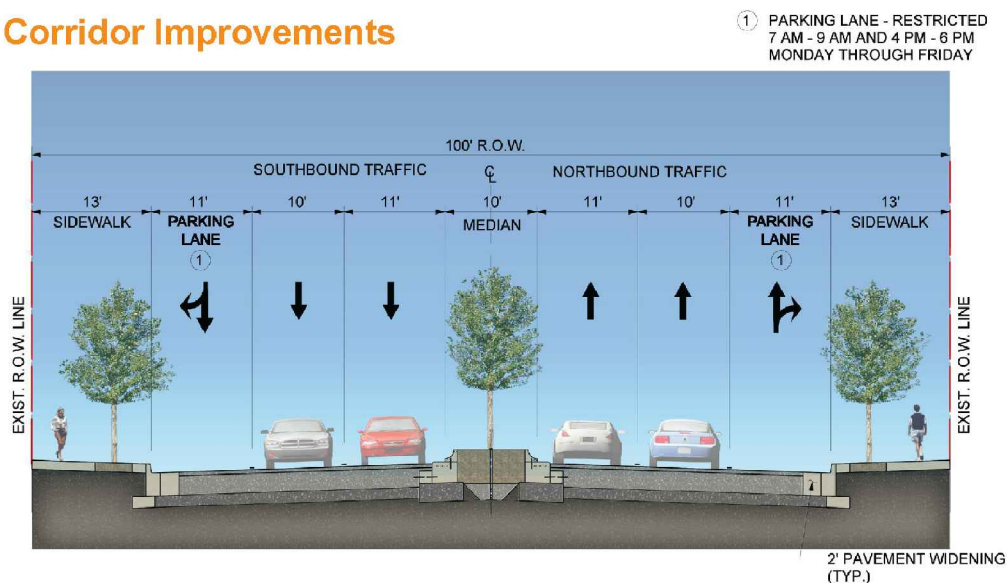 Corridor Improvements
1 PARKING LANE - RESTRICTED
7 AM - 9 AM AND 4 PM - 6 PM
MONDAY THROUGH FRIDAY
100' R.O.W.
SOUTHBOUND TRAFFIC
CL
NORTHBOUND TRAFFIC
13'
11'
10'
11'
10'
11'
10'
11'
13'
SIDEWALK
PARKING
LANE
1
MEDIAN
PARKING
LANE
1
SIDEWALK
EXIST. R.O.W. LINE
EXIST. R.O.W. LINE
2' PAVEMENT WIDENING
(TYP.)